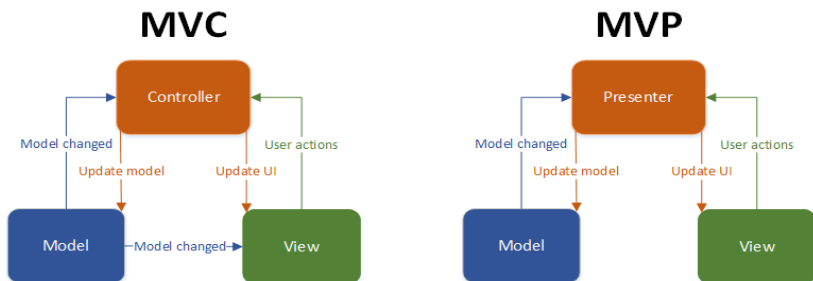 MVC
MVP
Controller
Presenter
Model changed
User actions
Model changed
User actions
Update model
Update UI
Update model
Update UI
Model
Model changed
View
Model
View